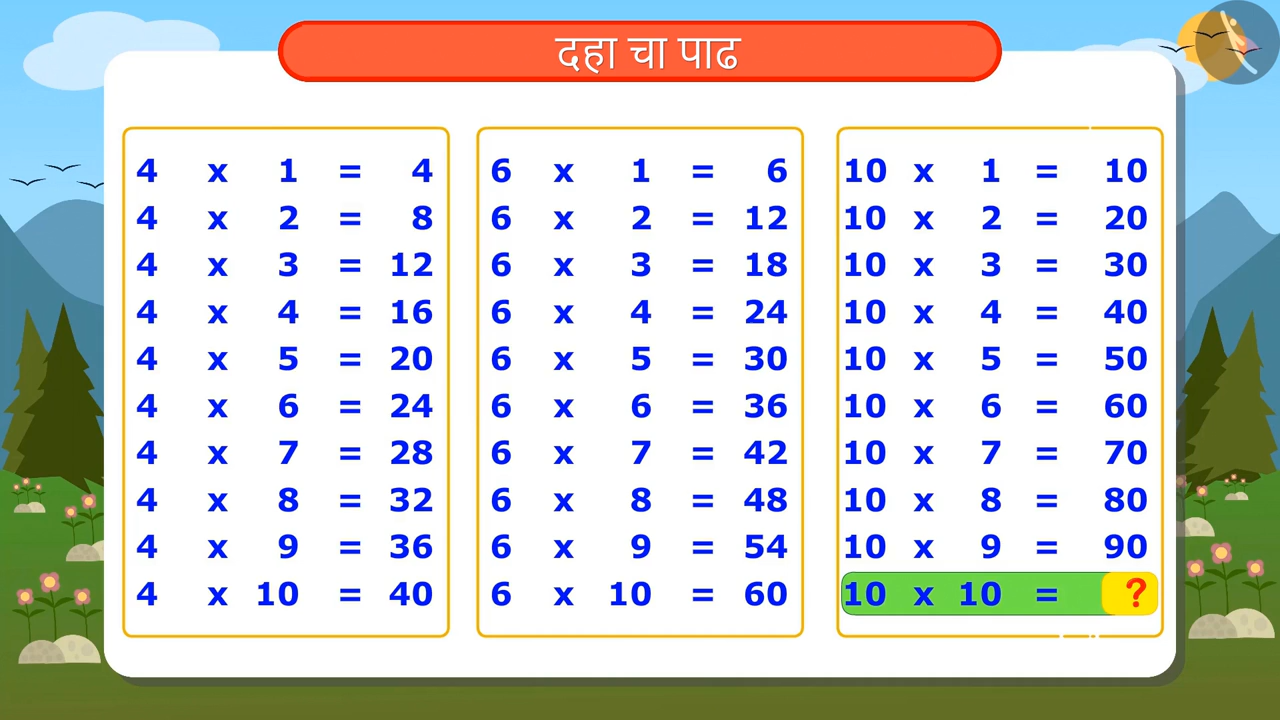 दहा चा पाढ
4 x 1 = 4
4 x 2 = 8
4 x 3 = 12
4 x 4 = 16
4 x 5 = 20
4 x 6 = 24
4 x 7 = 28
4 x 8 = 32
4 x 9 = 36
4 x 10 = 40
6 x 1 = 6
6 x 2 = 12
6 x 3 = 18
6 x 4 = 24
6 x 5 = 30
6 x 6 = 36
6 x 7 = 42
6 x 8 = 48
6 x 9 = 54
6 x 10 = 60
10 x 1 = 10
10 x 2 = 20
10 x 3 = 30
10 x 4 = 40
10 x 5 = 50
10 x 6 = 60
10 x 7 = 70
10 x 8 = 80
10 x 9 = 90
10 x 10 = ?